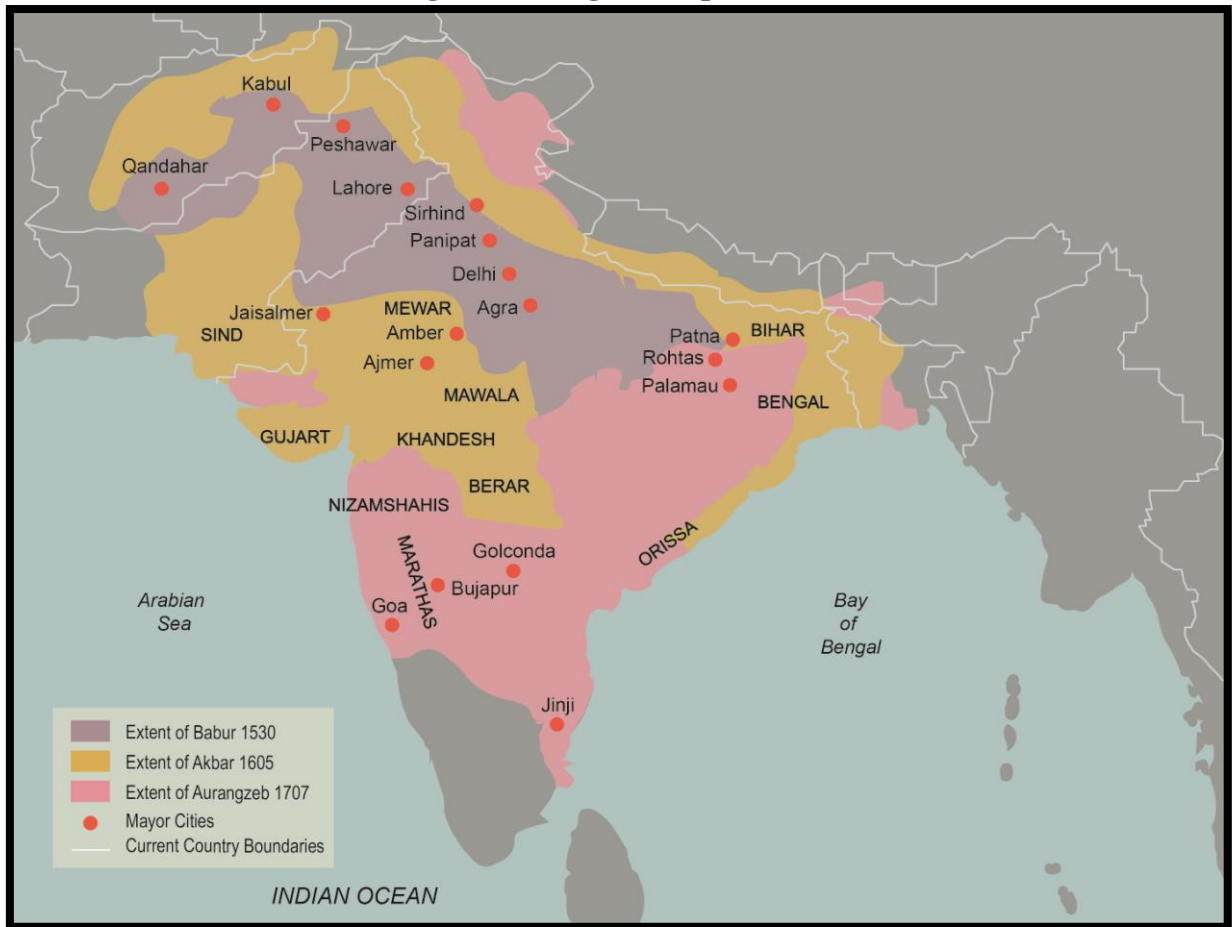 Kabul
Peshawar
Qandahar
Lahore
Sirhind
Panipat
Delhi
Agra
Jaisalmer
MEWAR
SIND
Amber
Ajmer
Patna
BIHAR
Rohtas
Palamau
MAWALA
BENGAL
GUJART
KHANDESH
BERAR
NIZAMSHAHIS
ORISSA
MARATHAS
Golconda
Bujapur
Goa
Arabian
Sea
Bay
of
Bengal
Jinji
Extent of Babur 1530
Extent of Akbar 1605
Extent of Aurangzeb 1707
Mayor Cities
Current Country Boundaries
INDIAN OCEAN